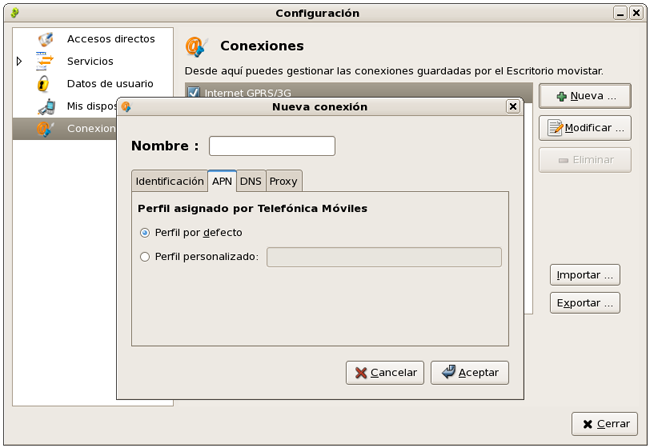 Configuración
Accesos directos
Servicios
Datos de usuario
Mis dispo
Conexion
Conexiones
Desde aquí puedes gestionar las conexiones guardadas por el Escritorio movistar.
Internet GPRS/3G
Nueva ...
Modificar ...
Eliminar
Importar ...
Exportar ...
Nueva conexión
Nombre :
Identificación APN DNS Proxy
Perfil asignado por Telefónica Móviles
Perfil por defecto
Perfil personalizado:
Cancelar
Aceptar
Cerrar